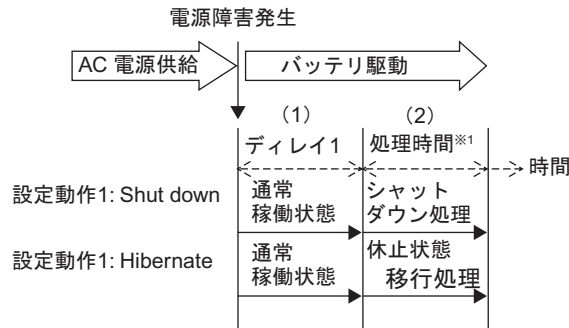 電源障害発生
AC 電源供給
バッテリ駆動
(1)
(2)
ディレイ1
処理時間※1
時間
設定動作1: Shut down
通常
稼働状態
シャット
ダウン処理
設定動作1: Hibernate
通常
稼働状態
休止状態
移行処理